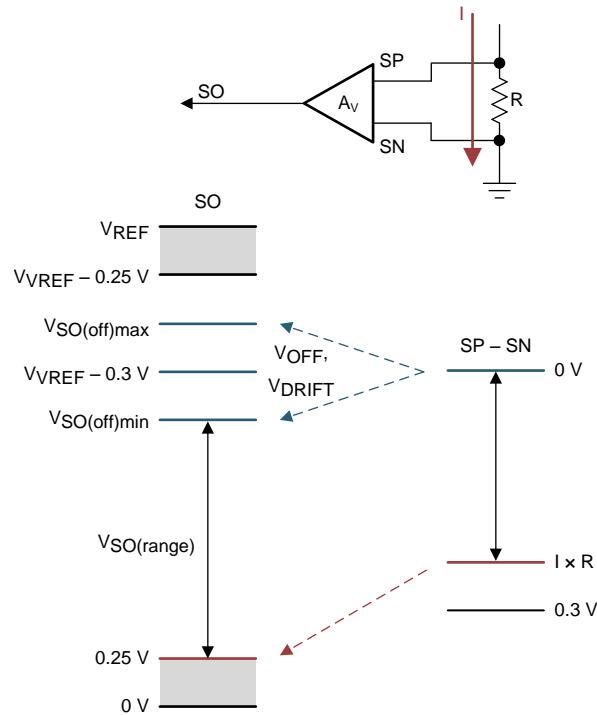 I
SP
SO
AV
R
SN
SO
VREF
VVREF – 0.25 V
VSO(off)max
VOFF,
SP – SN
VVREF – 0.3 V
0 V
VDRIFT
VSO(off)min
VSO(range)
I × R
0.3 V
0.25 V
0 V